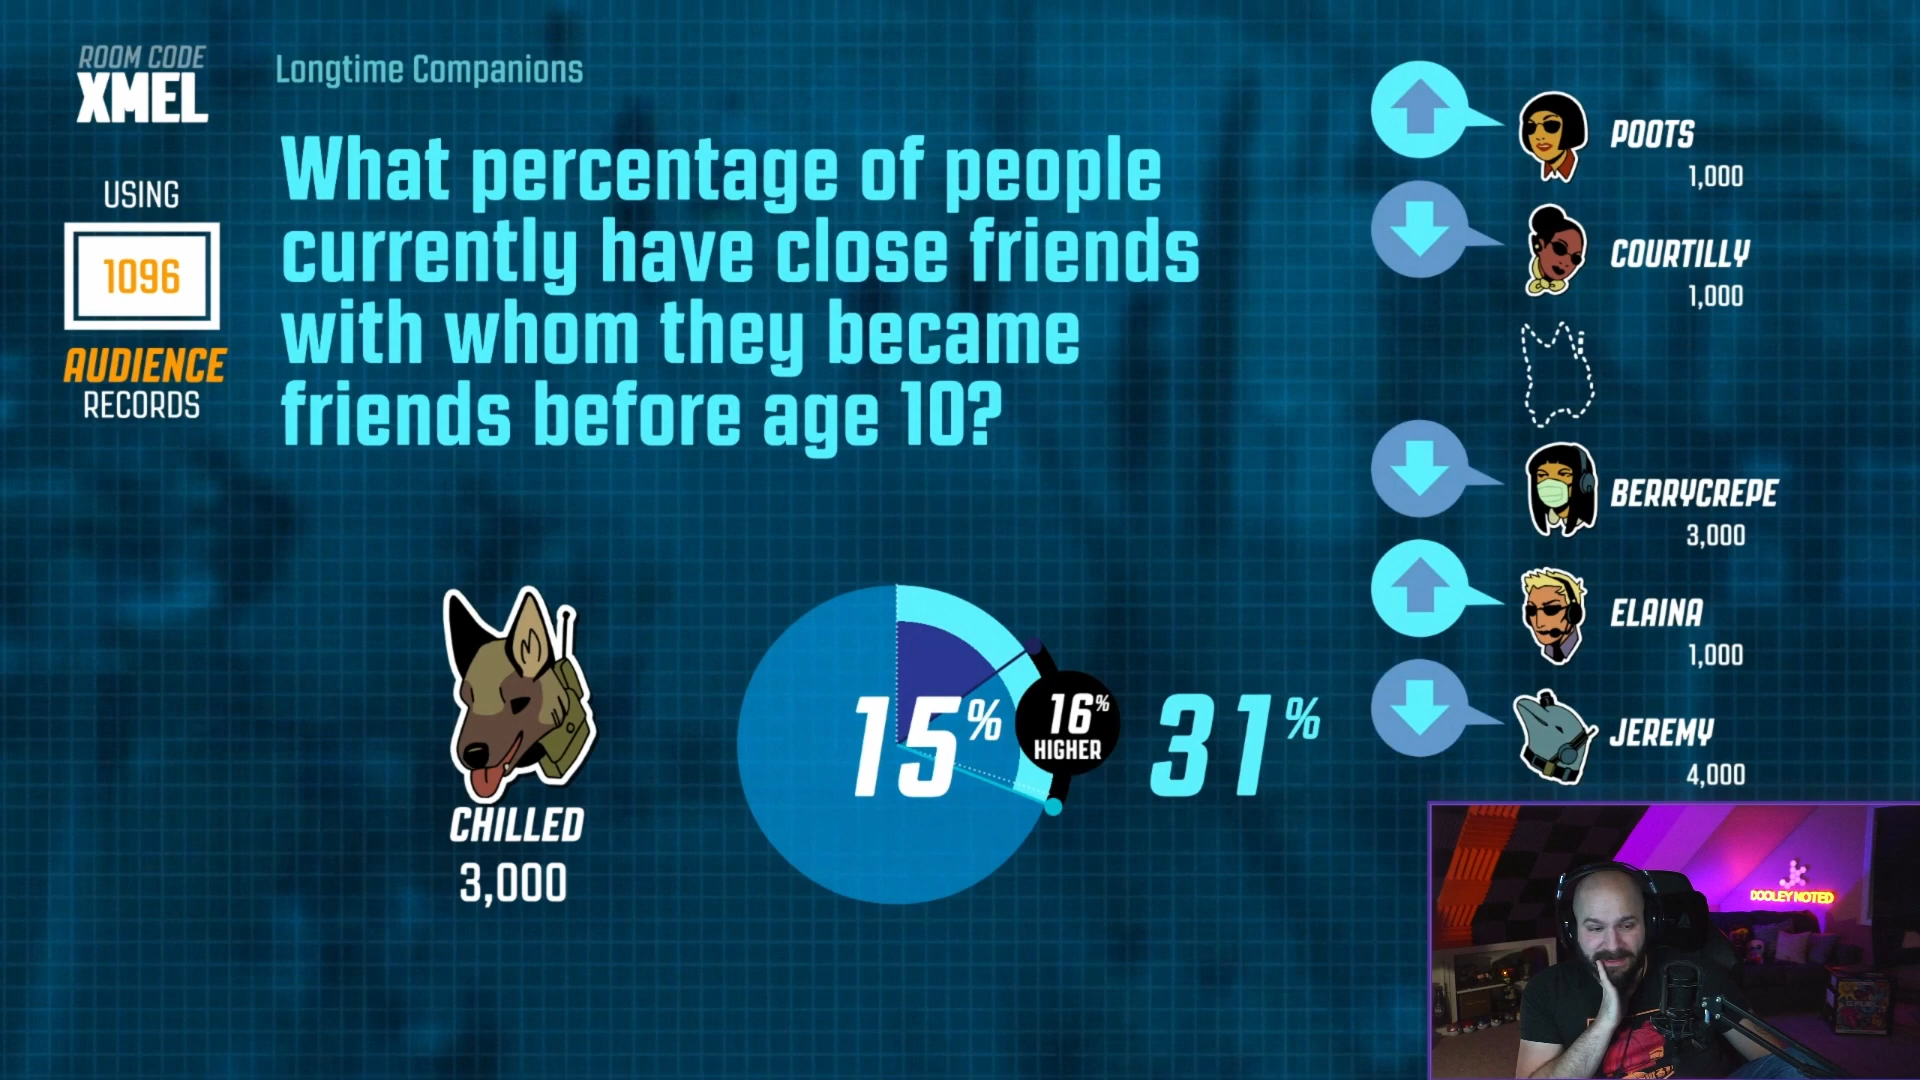 ROOM CODE
XMEL
Longtime Companions
USING
1096
AUDIENCE
RECORDS
What percentage of people
currently have close friends
with whom they became
friends before age 10?
CHILLED
3,000
15%
16%
HIGHER
31%
POOTS
1,000
COURTILLY
1,000
BERRYCREPE
3,000
ELAINA
1,000
JEREMY
4,000
DOOLEY NOTED